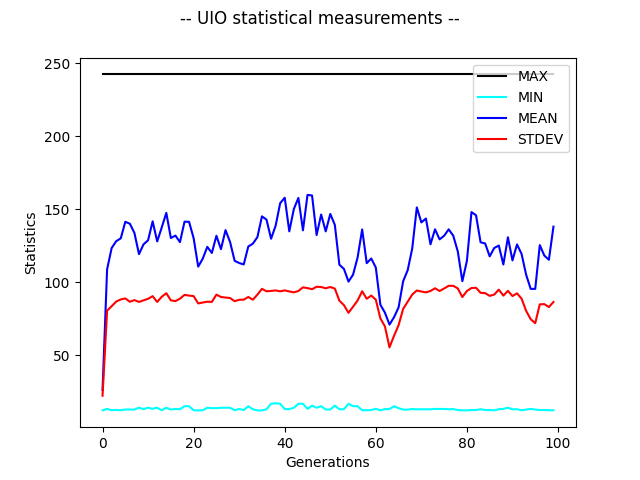 -- UIO statistical measurements --
250
200
150
100
50
Statistics
MAX
MIN
MEAN
STDEV
0 20 40 60 80 100
Generations